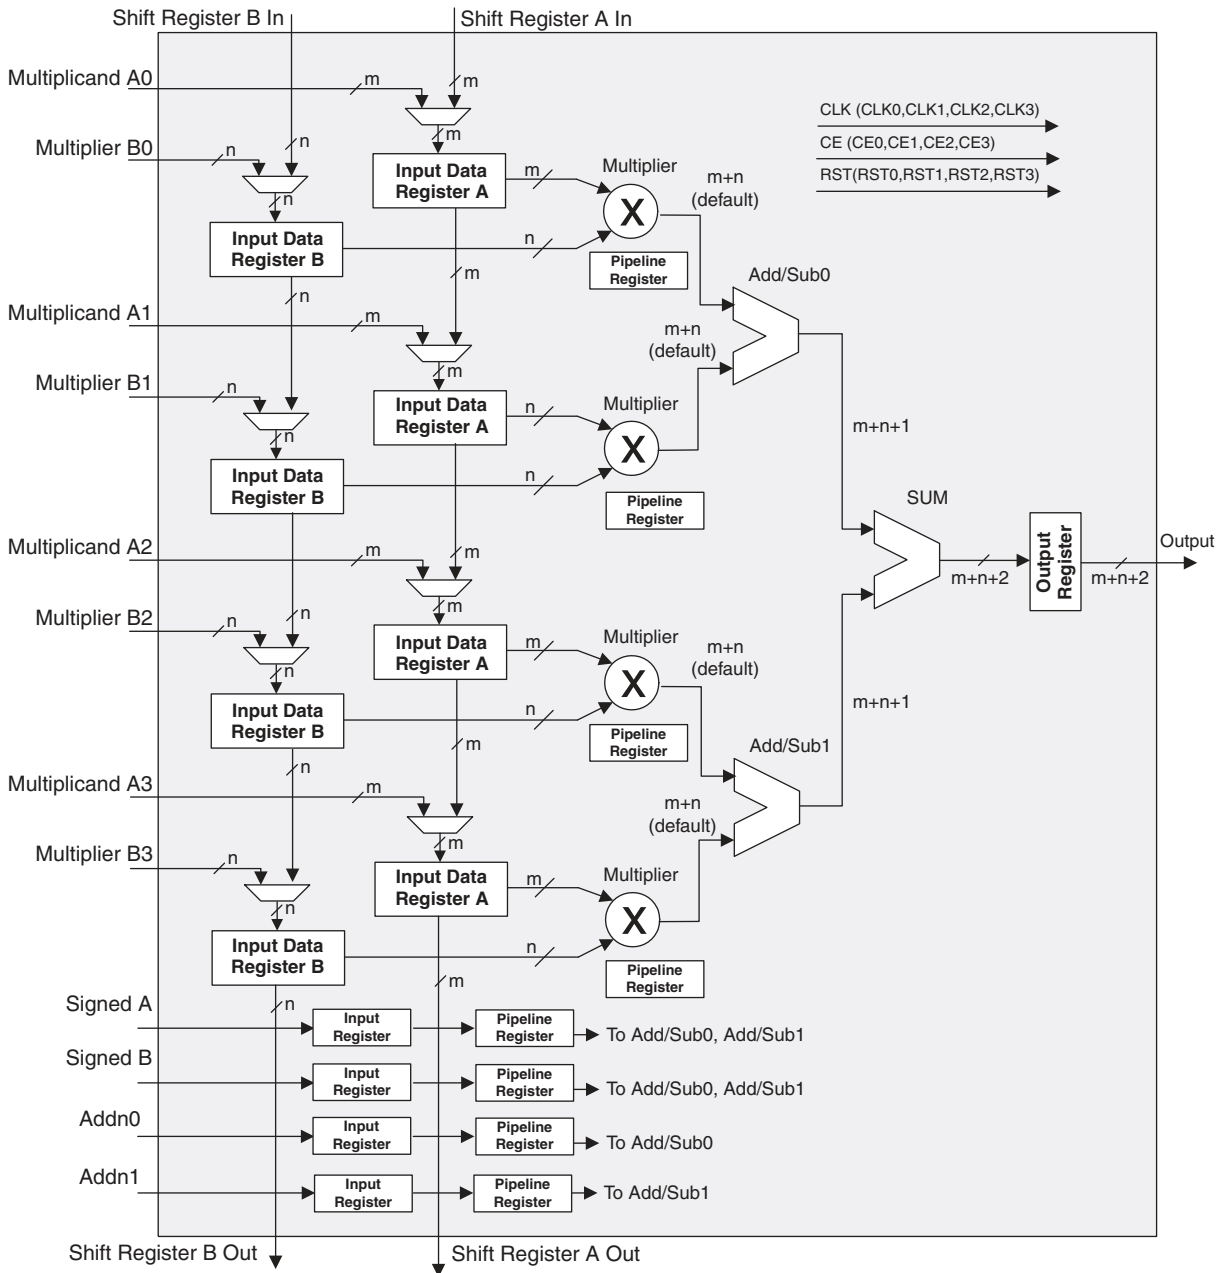 Shift Register B In
Shift Register A In
Multiplicand A0
m
m
CLK (CLK0,CLK1,CLK2,CLK3)
CE (CE0,CE1,CE2,CE3)
RST(RST0,RST1,RST2,RST3)
Multiplier B0
n
n
m
Input Data
Register A
m
Multiplier
X
m+n
(default)
n
Input Data
Register B
n
Pipeline
Register
m
n
Add/Sub0
Multiplicand A1
m
m+n
(default)
m
Multiplier B1
n
Input Data
Register A
n
Multiplier
X
m+n+1
n
Input Data
Register B
n
Pipeline
Register
SUM
Multiplicand A2
m
m
m+n+2
Output
Register
m+n+2
Output
m
Multiplier B2
n
n
Input Data
Register A
m
Multiplier
X
m+n
(default)
n
Input Data
Register B
n
m+n+1
Pipeline
Register
m
n
Add/Sub1
Multiplicand A3
m
m+n
(default)
m
Multiplier B3
n
Input Data
Register A
m
Multiplier
X
n
Input Data
Register B
n
Pipeline
Register
m
n
Signed A
Input
Register
Pipeline
Register
To Add/Sub0, Add/Sub1
Signed B
Input
Register
Pipeline
Register
To Add/Sub0, Add/Sub1
Addn0
Input
Register
Pipeline
Register
To Add/Sub0
Addn1
Input
Register
Pipeline
Register
To Add/Sub1
Shift Register B Out
Shift Register A Out